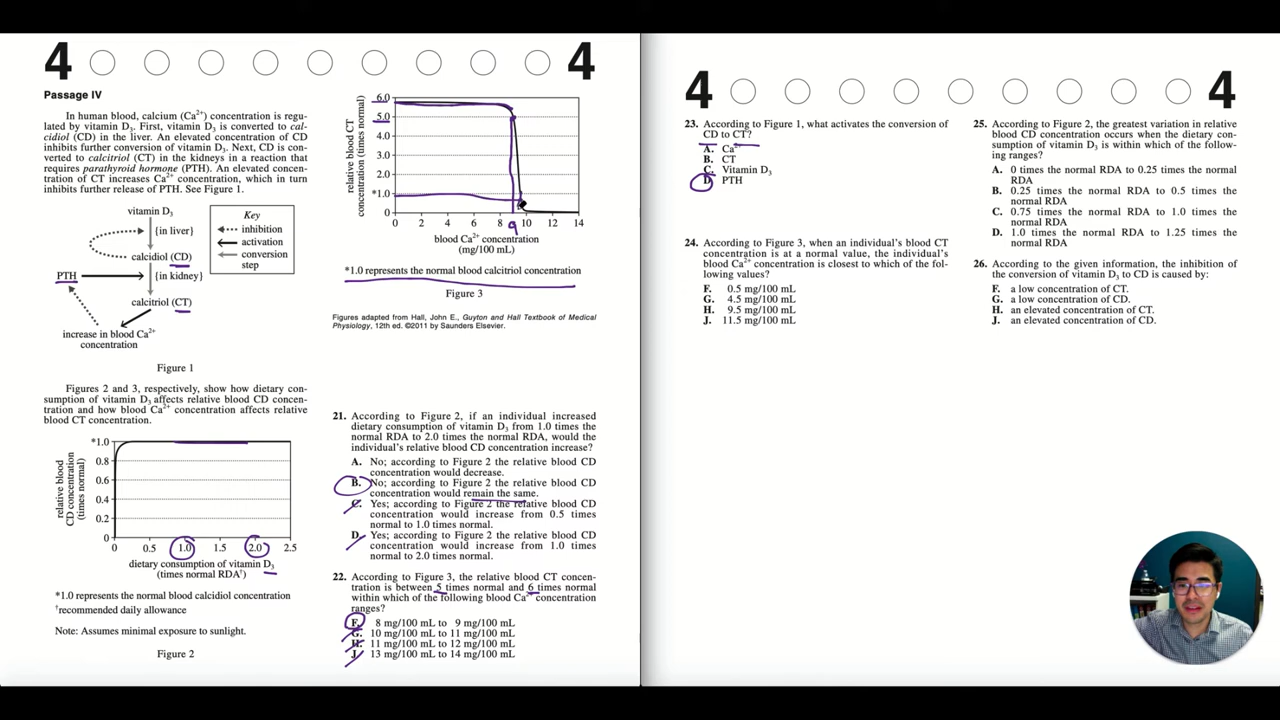 4
4
Passage IV
In human blood, calcium (Ca²⁺) concentration is regu-
lated by vitamin D₃. First, vitamin D₃ is converted to cal-
cidiol (CD) in the liver. An elevated concentration of CD
inhibits further conversion of vitamin D₃. Next, CD is con-
verted to calcitriol (CT) in the kidneys in a reaction that
requires parathyroid hormone (PTH). An elevated concen-
tration of CT increases Ca²⁺ concentration, which in turn
inhibits further release of PTH. See Figure 1.
vitamin D₃
{in liver}
calcidiol (CD)
PTH
{in kidney}
calcitriol (CT)
increase in blood Ca²⁺
concentration
Key
inhibition
activation
conversion
step
Figure 1
Figures 2 and 3, respectively, show how dietary con-
sumption of vitamin D₃ affects relative blood CD concen-
tration and how blood Ca²⁺ concentration affects relative
blood CT concentration.
relative blood
CD concentration
(times normal)
*1.0
0.8
0.6
0.4
0.2
0
0 0.5 1.0 1.5 2.0 2.5
dietary consumption of vitamin D₃
(times normal RDA†)
*1.0 represents the normal blood calcidiol concentration
†recommended daily allowance
Note: Assumes minimal exposure to sunlight.
Figure 2
relative blood CT
concentration (times normal)
6.0
5.0
4.0
3.0
2.0
*1.0
0
0 2 4 6 8 10 12 14
9
blood Ca²⁺ concentration
(mg/100 mL)
*1.0 represents the normal blood calcitriol concentration
Figure 3
Figures adapted from Hall, John E., Guyton and Hall Textbook of Medical
Physiology, 12th ed. ©2011 by Saunders Elsevier.
21. According to Figure 2, if an individual increased
dietary consumption of vitamin D₃ from 1.0 times the
normal RDA to 2.0 times the normal RDA, would the
individual's relative blood CD concentration increase?
A. No; according to Figure 2 the relative blood CD
concentration would decrease.
B. No; according to Figure 2 the relative blood CD
concentration would remain the same.
C. Yes; according to Figure 2 the relative blood CD
concentration would increase from 0.5 times
normal to 1.0 times normal.
D. Yes; according to Figure 2 the relative blood CD
concentration would increase from 1.0 times
normal to 2.0 times normal.
22. According to Figure 3, the relative blood CT concen-
tration is between 5 times normal and 6 times normal
within which of the following blood Ca²⁺ concentration
ranges?
F. 8 mg/100 mL to 9 mg/100 mL
G. 10 mg/100 mL to 11 mg/100 mL
H. 11 mg/100 mL to 12 mg/100 mL
J. 13 mg/100 mL to 14 mg/100 mL
4
4
23. According to Figure 1, what activates the conversion of
CD to CT?
A. Ca²⁺
B. CT
C. Vitamin D₃
D. PTH
24. According to Figure 3, when an individual's blood CT
concentration is at a normal value, the individual's
blood Ca²⁺ concentration is closest to which of the fol-
lowing values?
F. 0.5 mg/100 mL
G. 4.5 mg/100 mL
H. 9.5 mg/100 mL
J. 11.5 mg/100 mL
25. According to Figure 2, the greatest variation in relative
blood CD concentration occurs when the dietary con-
sumption of vitamin D₃ is within which of the follow-
ing ranges?
A. 0 times the normal RDA to 0.25 times the normal
RDA
B. 0.25 times the normal RDA to 0.5 times the
normal RDA
C. 0.75 times the normal RDA to 1.0 times the
normal RDA
D. 1.0 times the normal RDA to 1.25 times the
normal RDA
26. According to the given information, the inhibition of
the conversion of vitamin D₃ to CD is caused by:
F. a low concentration of CT.
G. a low concentration of CD.
H. an elevated concentration of CT.
J. an elevated concentration of CD.